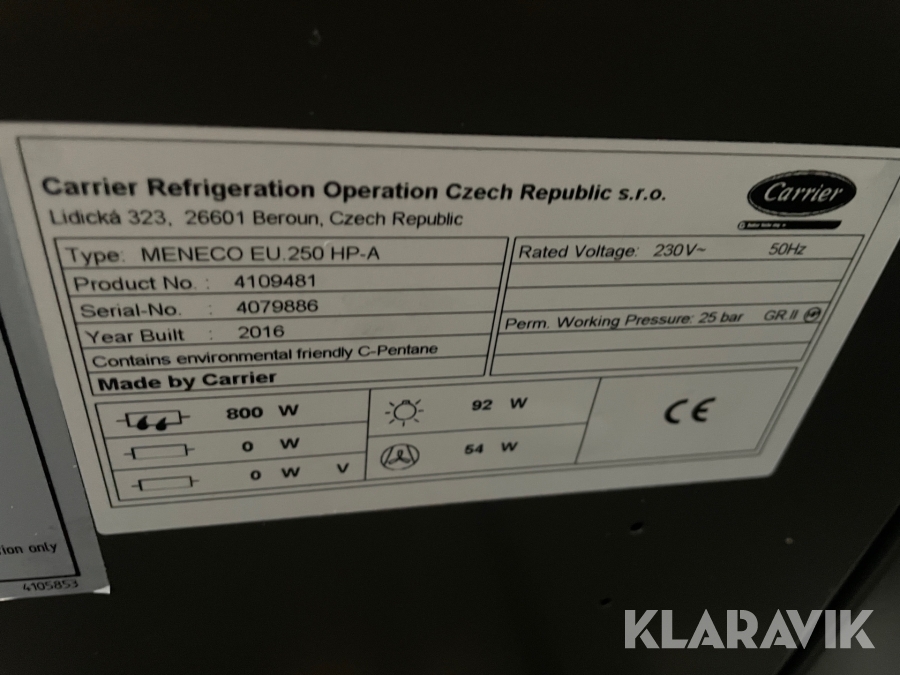 Carrier Refrigeration Operation Czech Republic s.r.o.
Lidická 323, 26601 Beroun, Czech Republic
Carrier
Type: MENECO EU.250 HP-A
Product No. : 4109481
Serial-No. : 4079886
Year Built : 2016
Contains environmental friendly C-Pentane
Made by Carrier
Rated Voltage: 230V~ 50Hz
Perm. Working Pressure: 25 bar GR.II
800 W
0 W
0 W V
92 W
54 W
CE
tion only
4105853
KLARAVIK